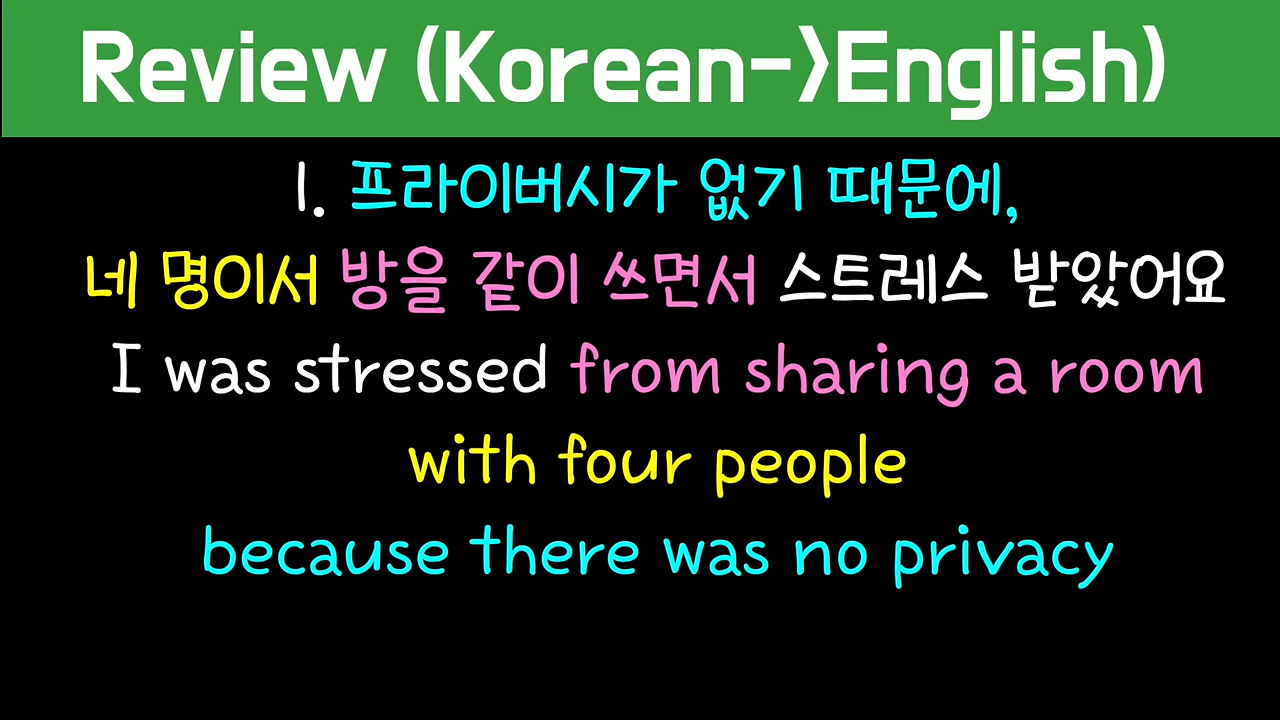 Review (Korean->English)
1. 프라이버시가 없기 때문에,
네 명이서 방을 같이 쓰면서 스트레스 받았어요
I was stressed from sharing a room
with four people
because there was no privacy